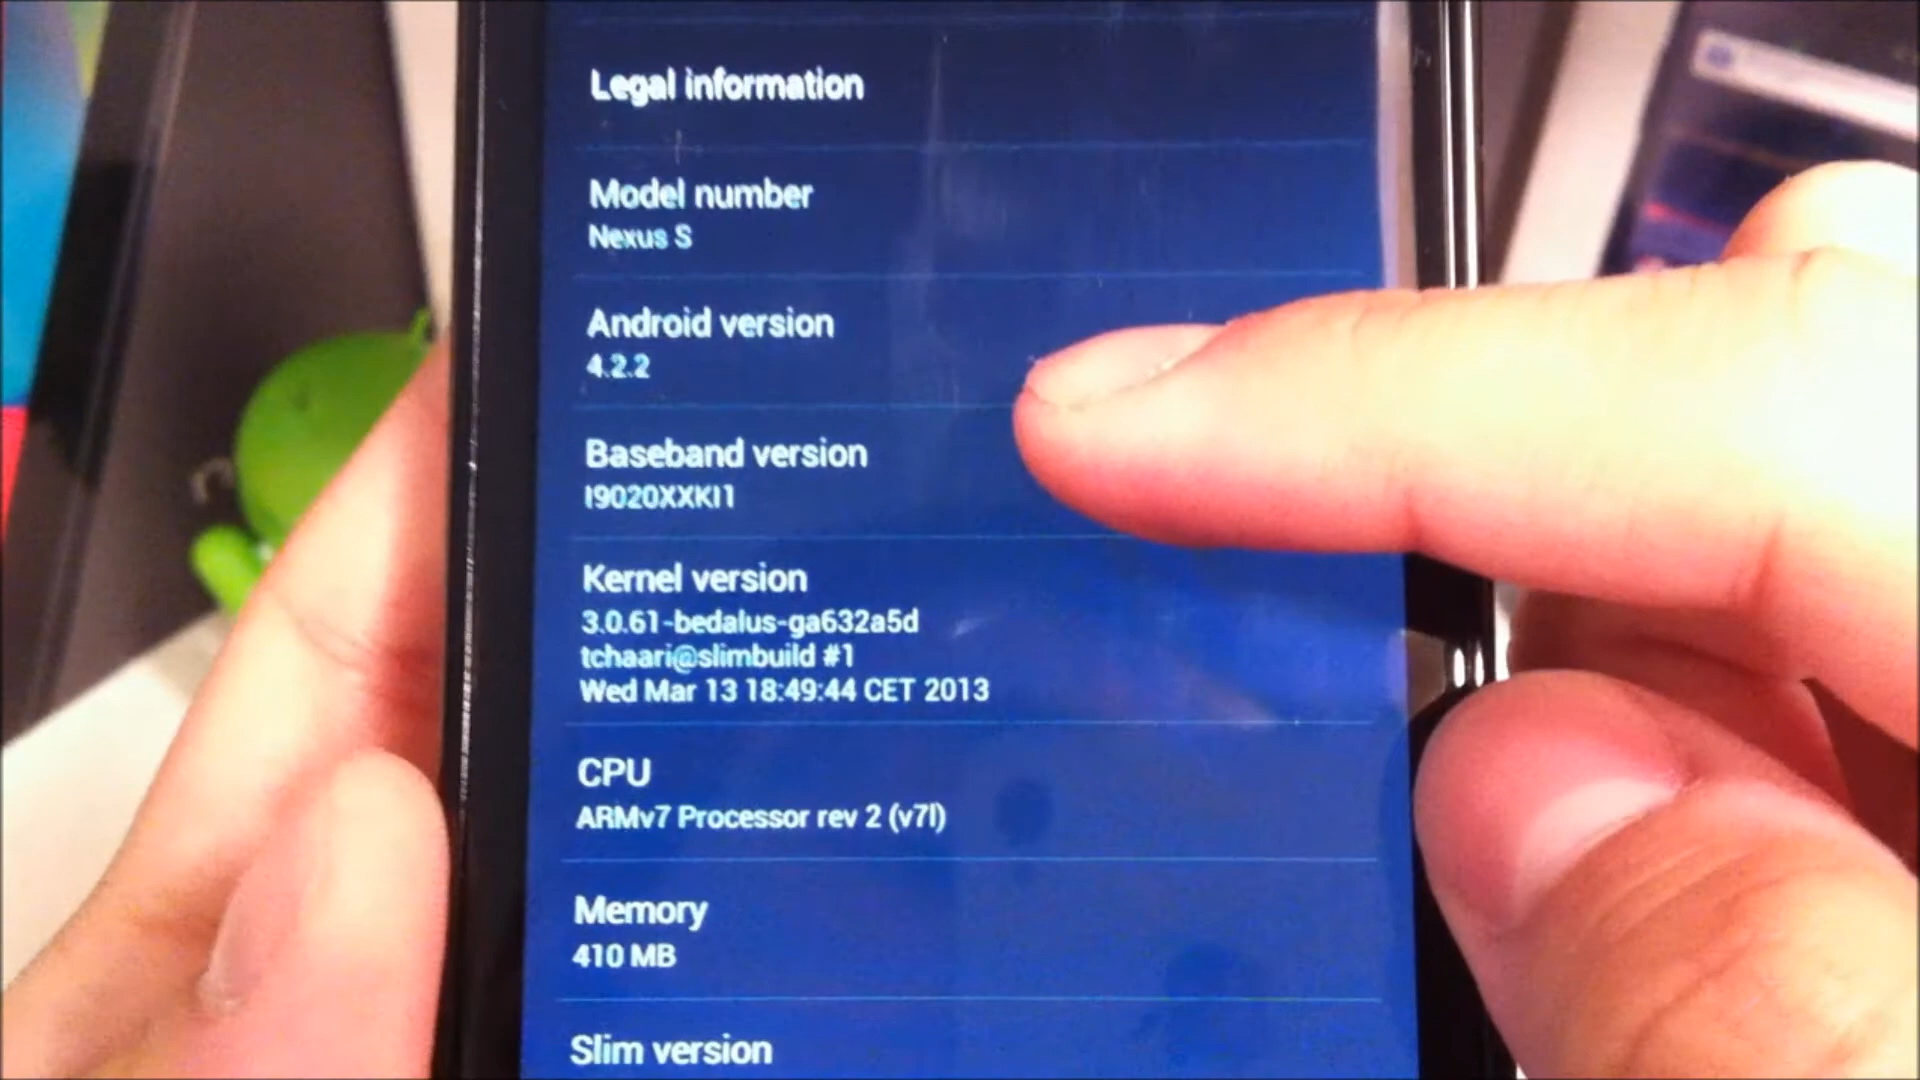 Legal information
Model number
Nexus S
Android version
4.2.2
Baseband version
I9020XXKI1
Kernel version
3.0.61-bedalus-ga632a5d
tchaari@slimbuild #1
Wed Mar 13 18:49:44 CET 2013
CPU
ARMv7 Processor rev 2 (v7l)
Memory
410 MB
Slim version